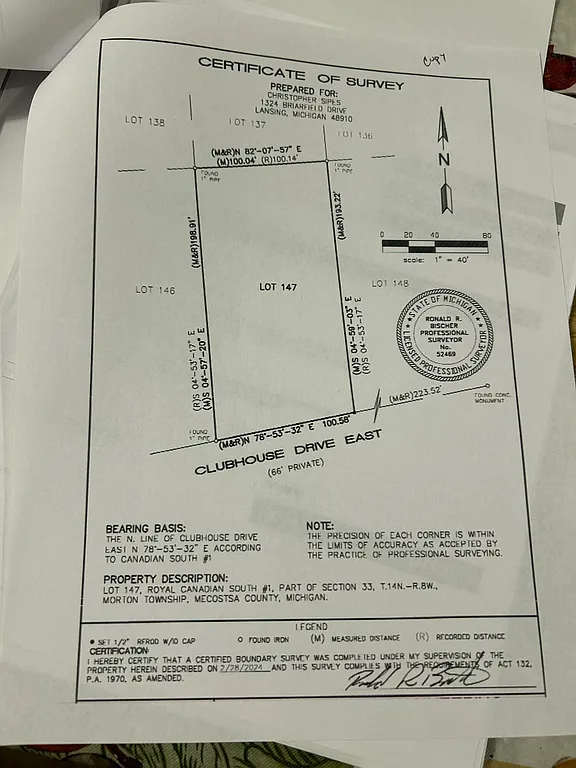 COPY
CERTIFICATE OF SURVEY
PREPARED FOR:
CHRISTOPHER SIPES
1324 BRIARFIELD DRIVE
LANSING, MICHIGAN 48910
LOT 138
LOT 137
LOT 136
(M&R)N 82°-07'-57" E
(M)100.04' (R)100.14'
FOUND
1" PIPE
FOUND
1" PIPE
N
0 20 40 80
scale: 1" = 40'
(M&R)198.91'
(M&R)193.22'
LOT 146
LOT 147
LOT 148
STATE OF MICHIGAN
RONALD R.
BISCHER
PROFESSIONAL
SURVEYOR
No.
52469
LICENSED PROFESSIONAL SURVEYOR
(R)S 04°-53'-17" E
(M)S 04°-57'-20" E
(M)S 04°-59'-03" E
(R)S 04°-53'-17" E
(M&R)223.52'
FOUND CONC.
MONUMENT
FOUND
1" PIPE
(M&R)N 78°-53'-32" E 100.58'
CLUBHOUSE DRIVE EAST
(66' PRIVATE)
BEARING BASIS:
THE N. LINE OF CLUBHOUSE DRIVE
EAST N 78°-53'-32" E ACCORDING
TO CANADIAN SOUTH #1
NOTE:
THE PRECISION OF EACH CORNER IS WITHIN
THE LIMITS OF ACCURACY AS ACCEPTED BY
THE PRACTICE OF PROFESSIONAL SURVEYING.
PROPERTY DESCRIPTION:
LOT 147, ROYAL CANADIAN SOUTH #1, PART OF SECTION 33, T.14N.-R.8W.,
MORTON TOWNSHIP, MECOSTSA COUNTY, MICHIGAN.
LEGEND
SET 1/2" REROD W/ID CAP FOUND IRON (M) MEASURED DISTANCE (R) RECORDED DISTANCE
CERTIFICATION:
I HEREBY CERTIFY THAT A CERTIFIED BOUNDARY SURVEY WAS COMPLETED UNDER MY SUPERVISION OF THE
PROPERTY HEREIN DESCRIBED ON 2/28/2024 AND THIS SURVEY COMPLIES WITH THE REQUIREMENTS OF ACT 132,
P.A. 1970, AS AMENDED.